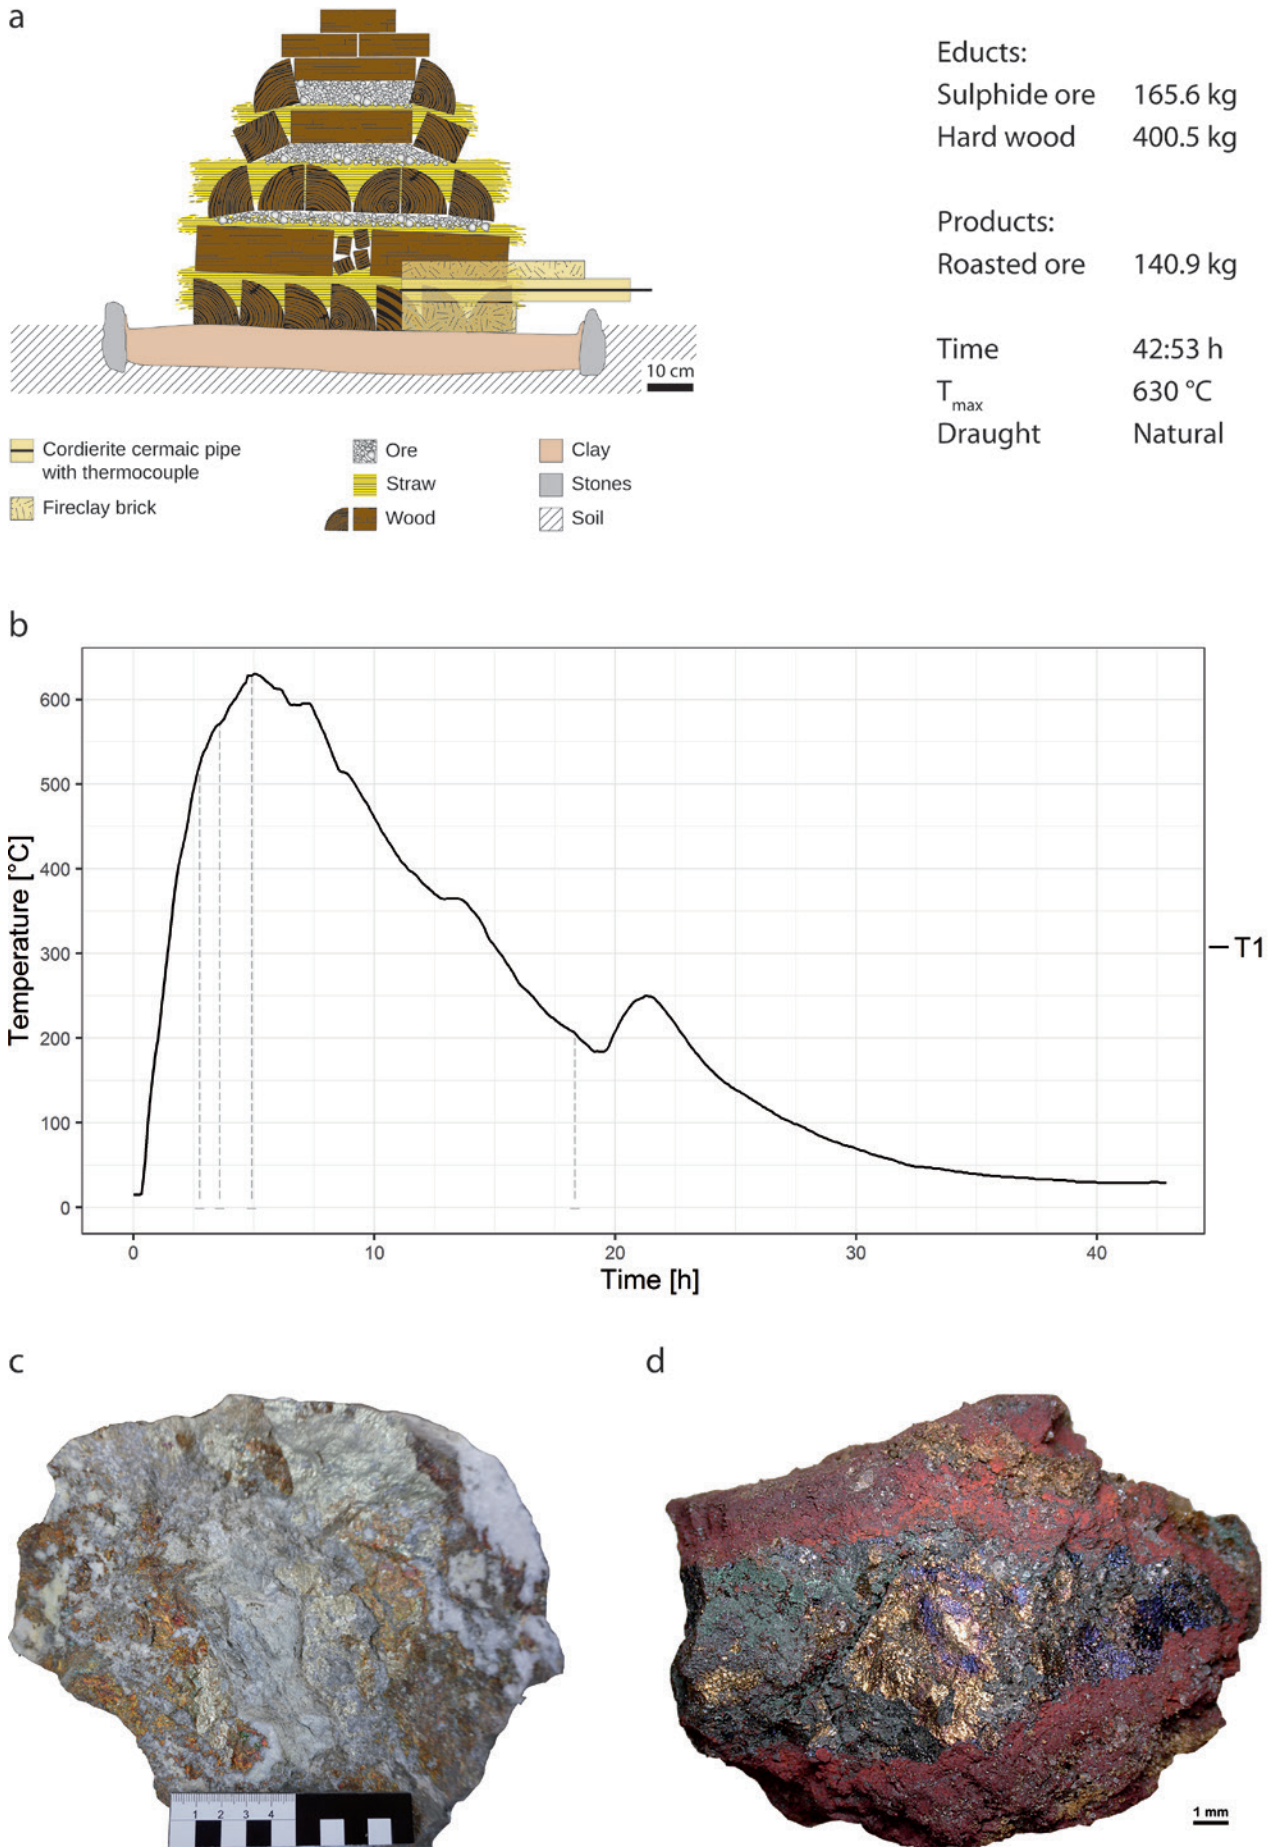 a
Educts:
Sulphide ore 165.6 kg
Hard wood 400.5 kg
Products:
Roasted ore 140.9 kg
Time 42:53 h
Tmax 630 °C
Draught Natural
10 cm
Cordierite cermaic pipe
with thermocouple
Fireclay brick
Ore
Straw
Wood
Clay
Stones
Soil
b
600
500
400
300
200
100
0
Temperature [°C]
T1
0 10 20 30 40
Time [h]
c
d
1 2 3 4
1 mm